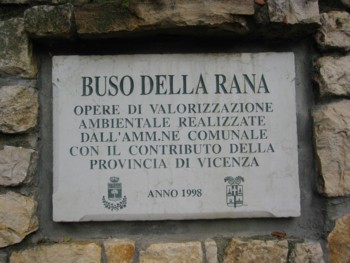 BUSO DELLA RANA
OPERE DI VALORIZZAZIONE
AMBIENTALE REALIZZATE
DALL'AMM.NE COMUNALE
CON IL CONTRIBUTO DELLA
PROVINCIA DI VICENZA
ANNO 1998